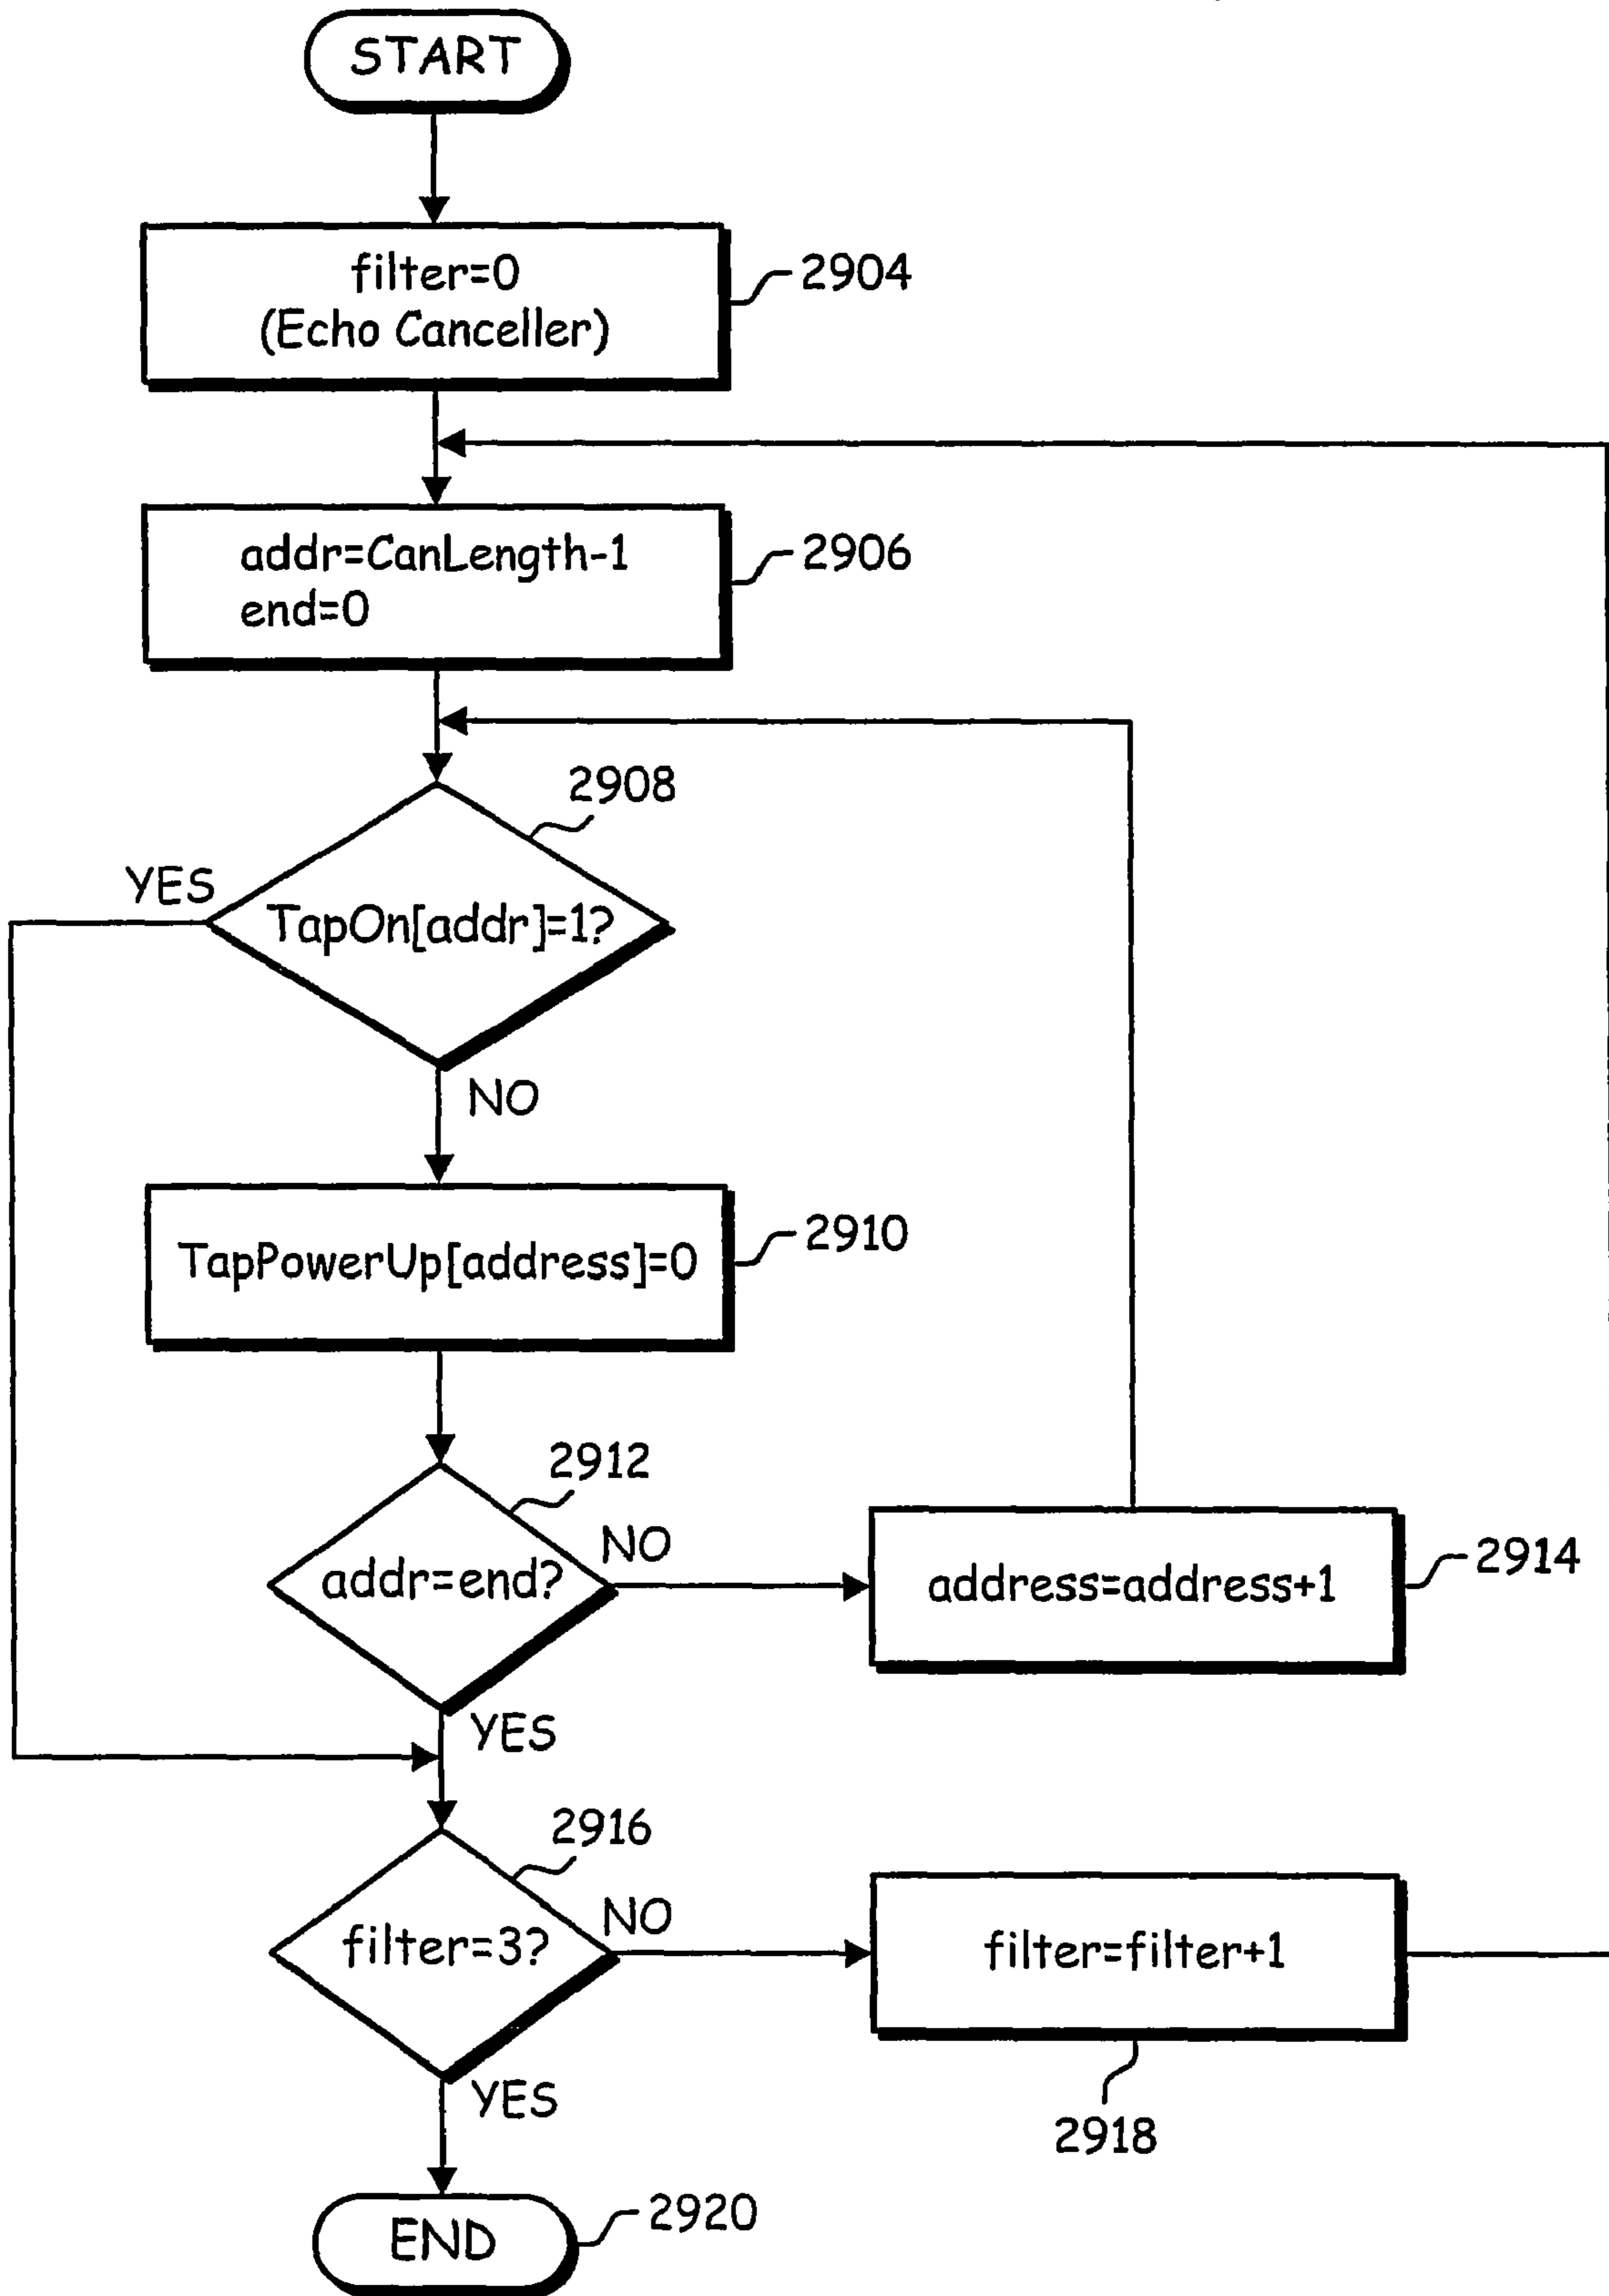 START
filter=0
(Echo Canceller)
2904
addr=CanLength-1
end=0
2906
2908
YES
TapOn[addr]=1?
NO
TapPowerUp[address]=0
2910
2912
addr=end?
NO
address=address+1
2914
YES
2916
filter=3?
NO
filter=filter+1
2918
YES
END
2920